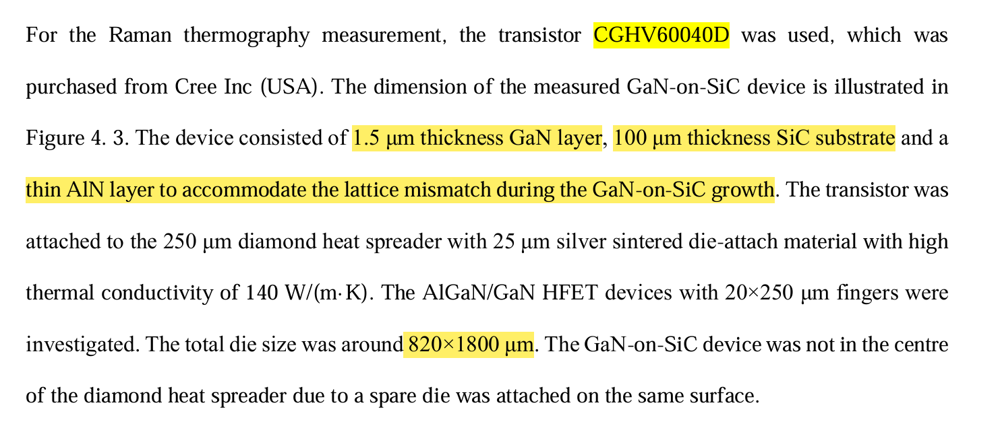 For the Raman thermography measurement, the transistor CGHV60040D was used, which was
purchased from Cree Inc (USA). The dimension of the measured GaN-on-SiC device is illustrated in
Figure 4. 3. The device consisted of 1.5 μm thickness GaN layer, 100 μm thickness SiC substrate and a
thin AlN layer to accommodate the lattice mismatch during the GaN-on-SiC growth. The transistor was
attached to the 250 μm diamond heat spreader with 25 μm silver sintered die-attach material with high
thermal conductivity of 140 W/(m·K). The AlGaN/GaN HFET devices with 20×250 μm fingers were
investigated. The total die size was around 820×1800 μm. The GaN-on-SiC device was not in the centre
of the diamond heat spreader due to a spare die was attached on the same surface.